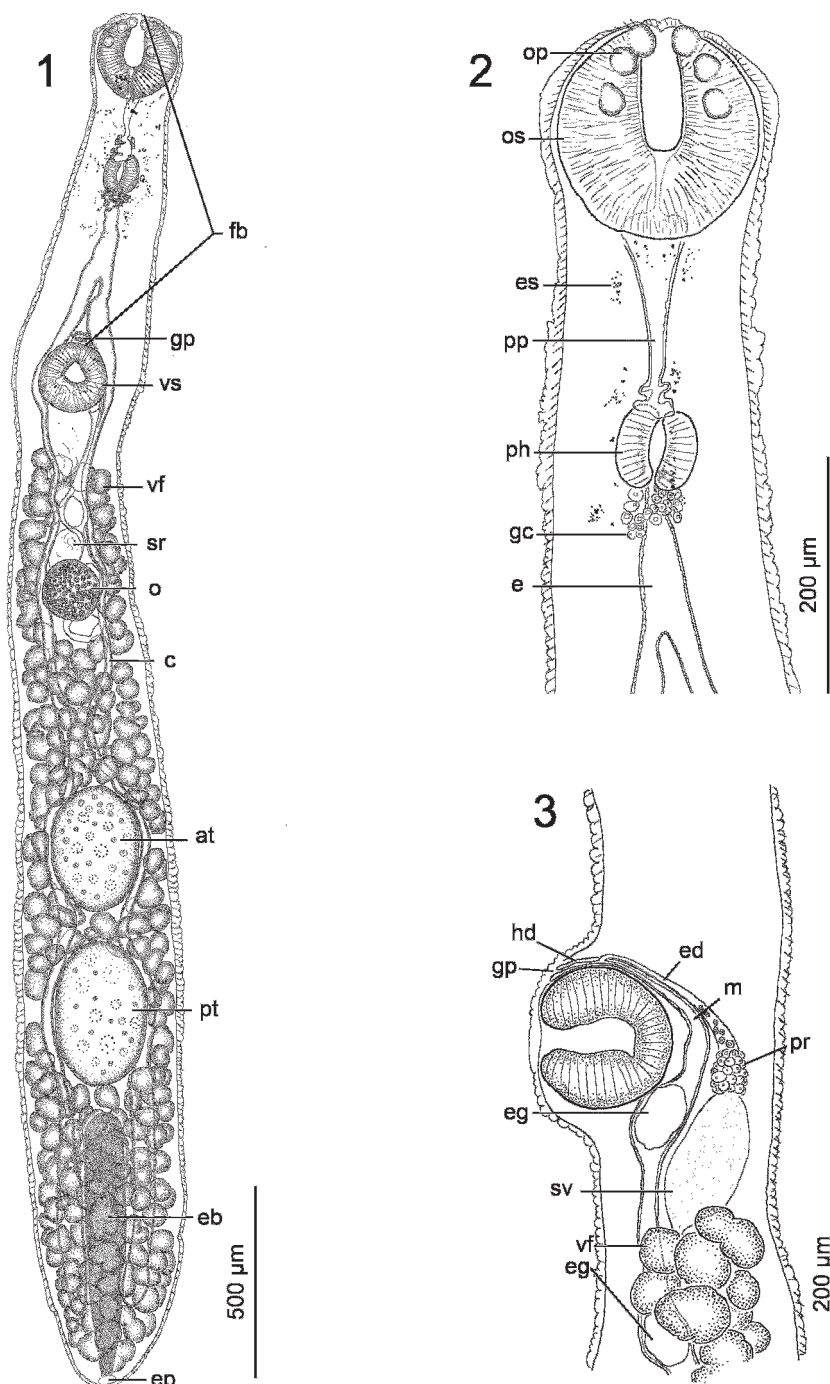 1
fb
gp
vs
vf
sr
o
c
at
pt
eb
500 µm
ep
2
op
os
es
pp
ph
gc
e
200 µm
3
hd
gp
ed
m
pr
eg
sv
vf
eg
200 µm